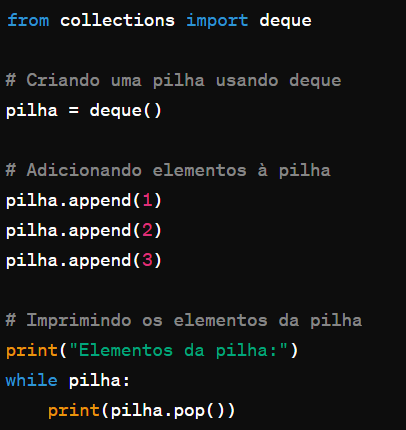 from collections import deque
# Criando uma pilha usando deque
pilha = deque()
# Adicionando elementos à pilha
pilha.append(1)
pilha.append(2)
pilha.append(3)
# Imprimindo os elementos da pilha
print("Elementos da pilha:")
while pilha:
    print(pilha.pop())